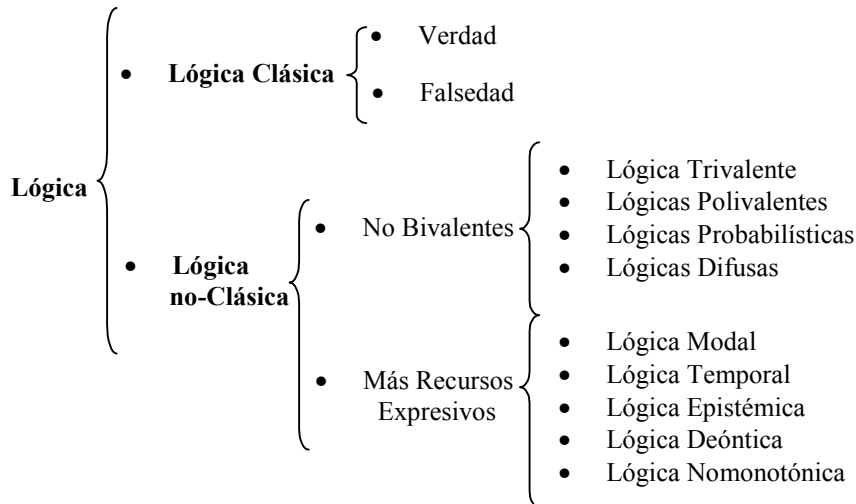 Lógica
• Lógica Clásica
• Verdad
• Falsedad
• Lógica
no-Clásica
• No Bivalentes
• Lógica Trivalente
• Lógicas Polivalentes
• Lógicas Probabilísticas
• Lógicas Difusas
• Más Recursos
Expresivos
• Lógica Modal
• Lógica Temporal
• Lógica Epistémica
• Lógica Deóntica
• Lógica Nomonotónica